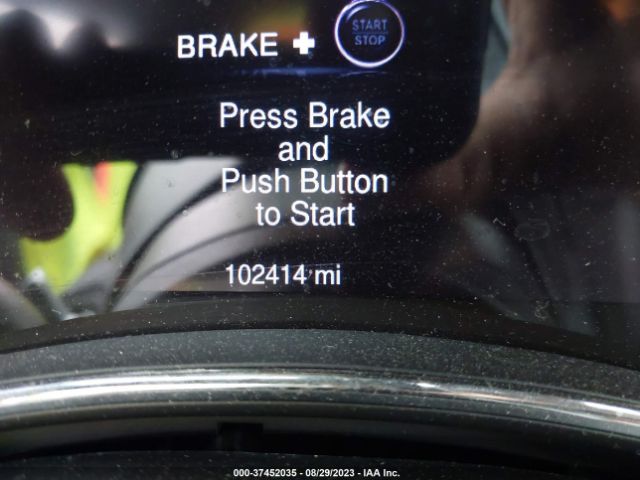 BRAKE + START
STOP
Press Brake
and
Push Button
to Start
102414 mi
000-37452035 - 08/29/2023 - IAA Inc.